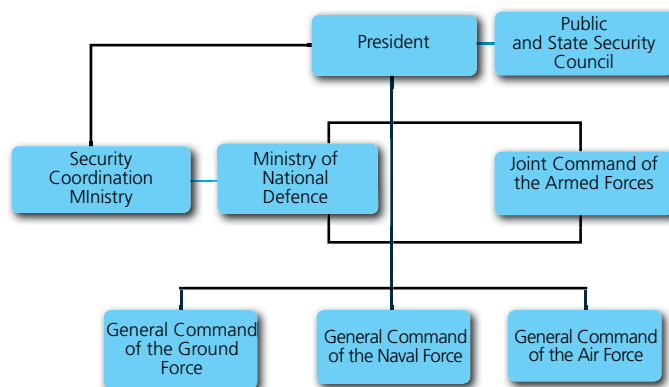 President
Public
and State Security
Council
Security
Coordination
MInistry
Ministry of
National
Defence
Joint Command of
the Armed Forces
General Command
of the Ground
Force
General Command
of the Naval Force
General Command
of the Air Force